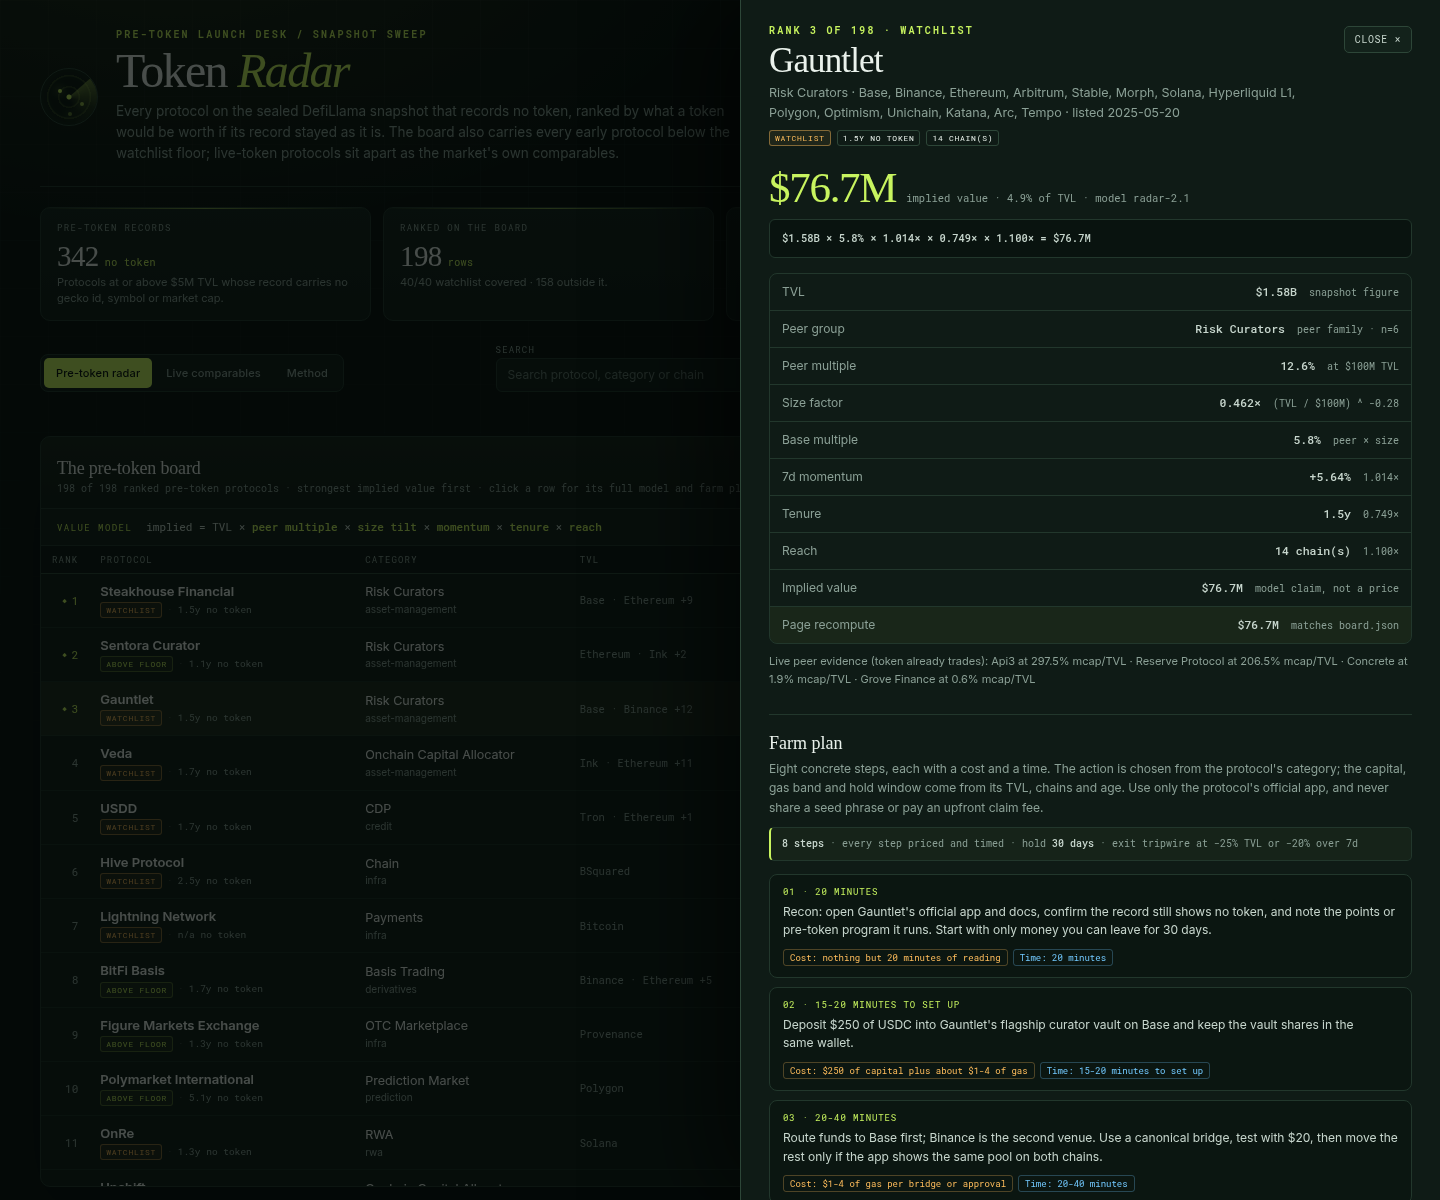 PRE-TOKEN LAUNCH DESK / SNAPSHOT SWEEP
Token Radar
Every protocol on the sealed DefiLlama snapshot that records no token, ranked by what a token
would be worth if its record stayed as it is. The board also carries every early protocol below the
watchlist floor; live-token protocols sit apart as the market's own comparables.
PRE-TOKEN RECORDS
342 no token
Protocols at or above $5M TVL whose record carries no
gecko id, symbol or market cap.
RANKED ON THE BOARD
198 rows
40/40 watchlist covered · 158 outside it.
Pre-token radar
Live comparables
Method
SEARCH
Search protocol, category or chain
The pre-token board
198 of 198 ranked pre-token protocols · strongest implied value first · click a row for its full model and farm pl
VALUE MODEL implied = TVL × peer multiple × size tilt × momentum × tenure × reach
RANK PROTOCOL CATEGORY TVL
1 Steakhouse Financial Risk Curators Base · Ethereum +9
WATCHLIST 1.5y no token asset-management
2 Sentora Curator Risk Curators Ethereum · Ink +2
ABOVE FLOOR 1.1y no token asset-management
3 Gauntlet Risk Curators Base · Binance +12
WATCHLIST 1.5y no token asset-management
4 Veda Onchain Capital Allocator Ink · Ethereum +11
WATCHLIST 1.7y no token asset-management
5 USDD CDP Tron · Ethereum +1
WATCHLIST 1.7y no token credit
6 Hive Protocol Chain BSquared
WATCHLIST 2.5y no token infra
7 Lightning Network Payments Bitcoin
WATCHLIST n/a no token infra
8 BitFi Basis Basis Trading Binance · Ethereum +5
ABOVE FLOOR 1.7y no token derivatives
9 Figure Markets Exchange OTC Marketplace Provenance
ABOVE FLOOR 1.3y no token infra
10 Polymarket International Prediction Market Polygon
ABOVE FLOOR 5.1y no token prediction
11 OnRe RWA Solana
WATCHLIST 1.3y no token rwa
RANK 3 OF 198 · WATCHLIST
CLOSE ×
Gauntlet
Risk Curators · Base, Binance, Ethereum, Arbitrum, Stable, Morph, Solana, Hyperliquid L1,
Polygon, Optimism, Unichain, Katana, Arc, Tempo · listed 2025-05-20
WATCHLIST 1.5Y NO TOKEN 14 CHAIN(S)
$76.7M implied value · 4.9% of TVL · model radar-2.1
$1.58B × 5.8% × 1.014× × 0.749× × 1.100× = $76.7M
TVL $1.58B snapshot figure
Peer group Risk Curators peer family · n=6
Peer multiple 12.6% at $100M TVL
Size factor 0.462× (TVL / $100M) ^ −0.28
Base multiple 5.8% peer × size
7d momentum +5.64% 1.014×
Tenure 1.5y 0.749×
Reach 14 chain(s) 1.100×
Implied value $76.7M model claim, not a price
Page recompute $76.7M matches board.json
Live peer evidence (token already trades): Api3 at 297.5% mcap/TVL · Reserve Protocol at 206.5% mcap/TVL · Concrete at
1.9% mcap/TVL · Grove Finance at 0.6% mcap/TVL
Farm plan
Eight concrete steps, each with a cost and a time. The action is chosen from the protocol's category; the capital,
gas band and hold window come from its TVL, chains and age. Use only the protocol's official app, and never
share a seed phrase or pay an upfront claim fee.
8 steps · every step priced and timed · hold 30 days · exit tripwire at −25% TVL or −20% over 7d
01 · 20 MINUTES
Recon: open Gauntlet's official app and docs, confirm the record still shows no token, and note the points or
pre-token program it runs. Start with only money you can leave for 30 days.
Cost: nothing but 20 minutes of reading Time: 20 minutes
02 · 15-20 MINUTES TO SET UP
Deposit $250 of USDC into Gauntlet's flagship curator vault on Base and keep the vault shares in the
same wallet.
Cost: $250 of capital plus about $1-4 of gas Time: 15-20 minutes to set up
03 · 20-40 MINUTES
Route funds to Base first; Binance is the second venue. Use a canonical bridge, test with $20, then move the
rest only if the app shows the same pool on both chains.
Cost: $1-4 of gas per bridge or approval Time: 20-40 minutes